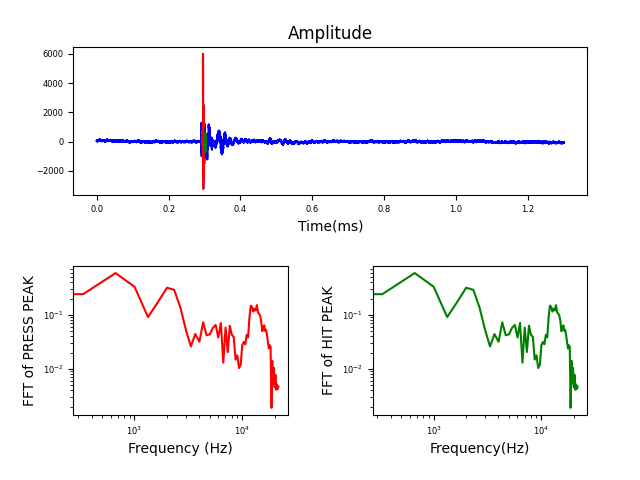 Amplitude
6000
4000
2000
0
−2000
0.0 0.2 0.4 0.6 0.8 1.0 1.2
Time(ms)
FFT of PRESS PEAK
10⁻¹
10⁻²
10³ 10⁴
Frequency (Hz)
FFT of HIT PEAK
10⁻¹
10⁻²
10³ 10⁴
Frequency(Hz)